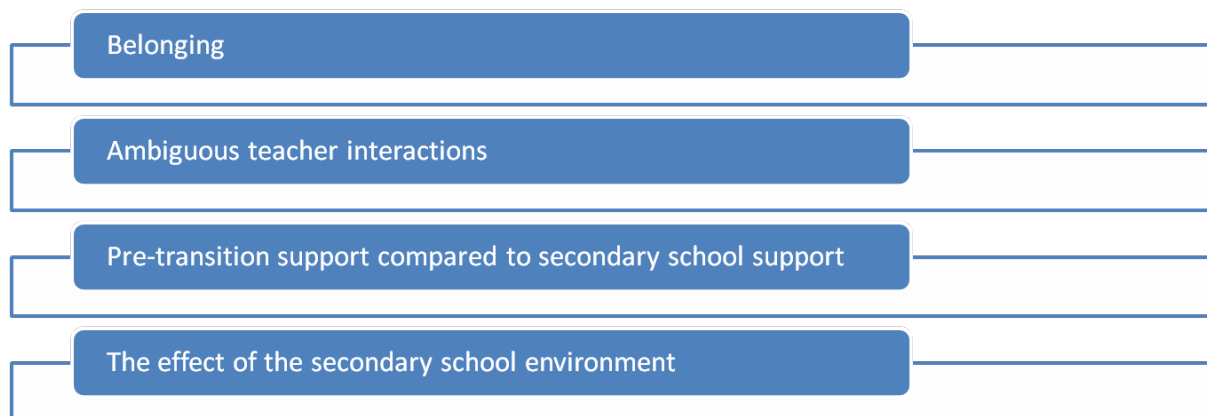 Belonging
Ambiguous teacher interactions
Pre-transition support compared to secondary school support
The effect of the secondary school environment